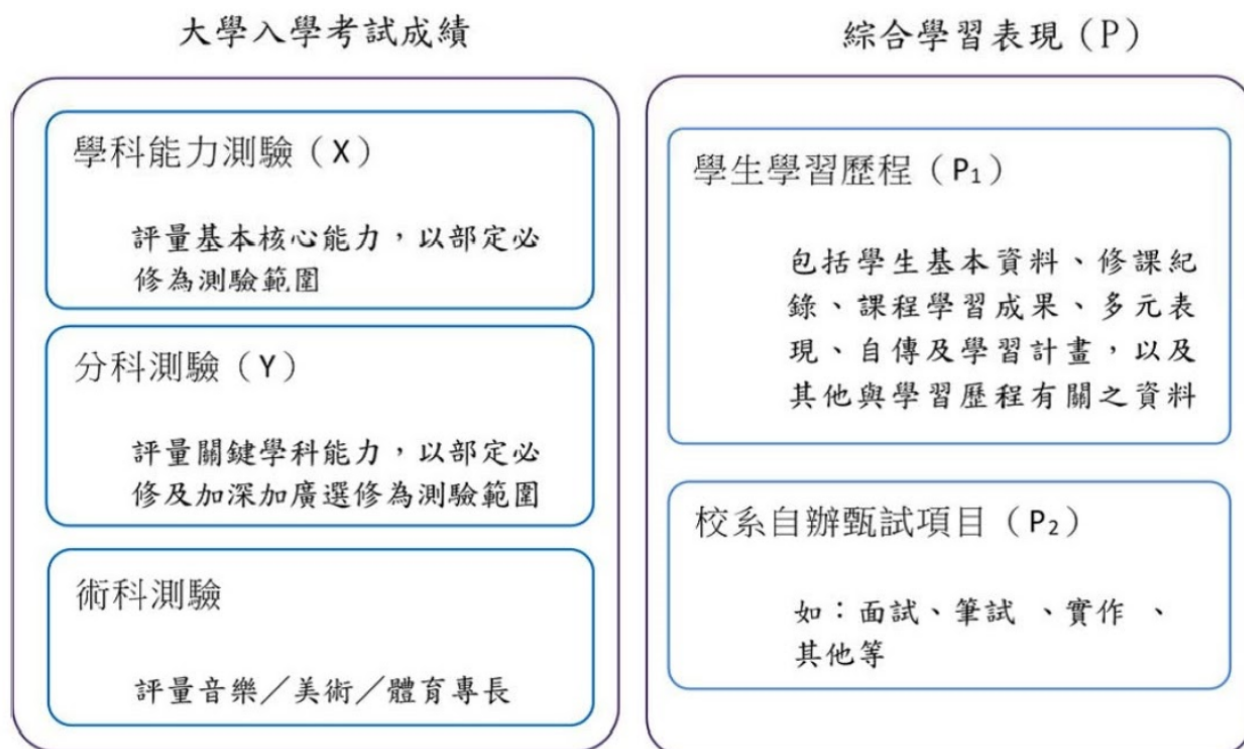 大學入學考試成績
學科能力測驗（X）
評量基本核心能力，以部定必
修為測驗範圍
分科測驗（Y）
評量關鍵學科能力，以部定必
修及加深加廣選修為測驗範圍
術科測驗
評量音樂／美術／體育專長
綜合學習表現（P）
學生學習歷程（P₁）
包括學生基本資料、修課紀
錄、課程學習成果、多元表
現、自傳及學習計畫，以及
其他與學習歷程有關之資料
校系自辦甄試項目（P₂）
如：面試、筆試 、實作 、
其他等